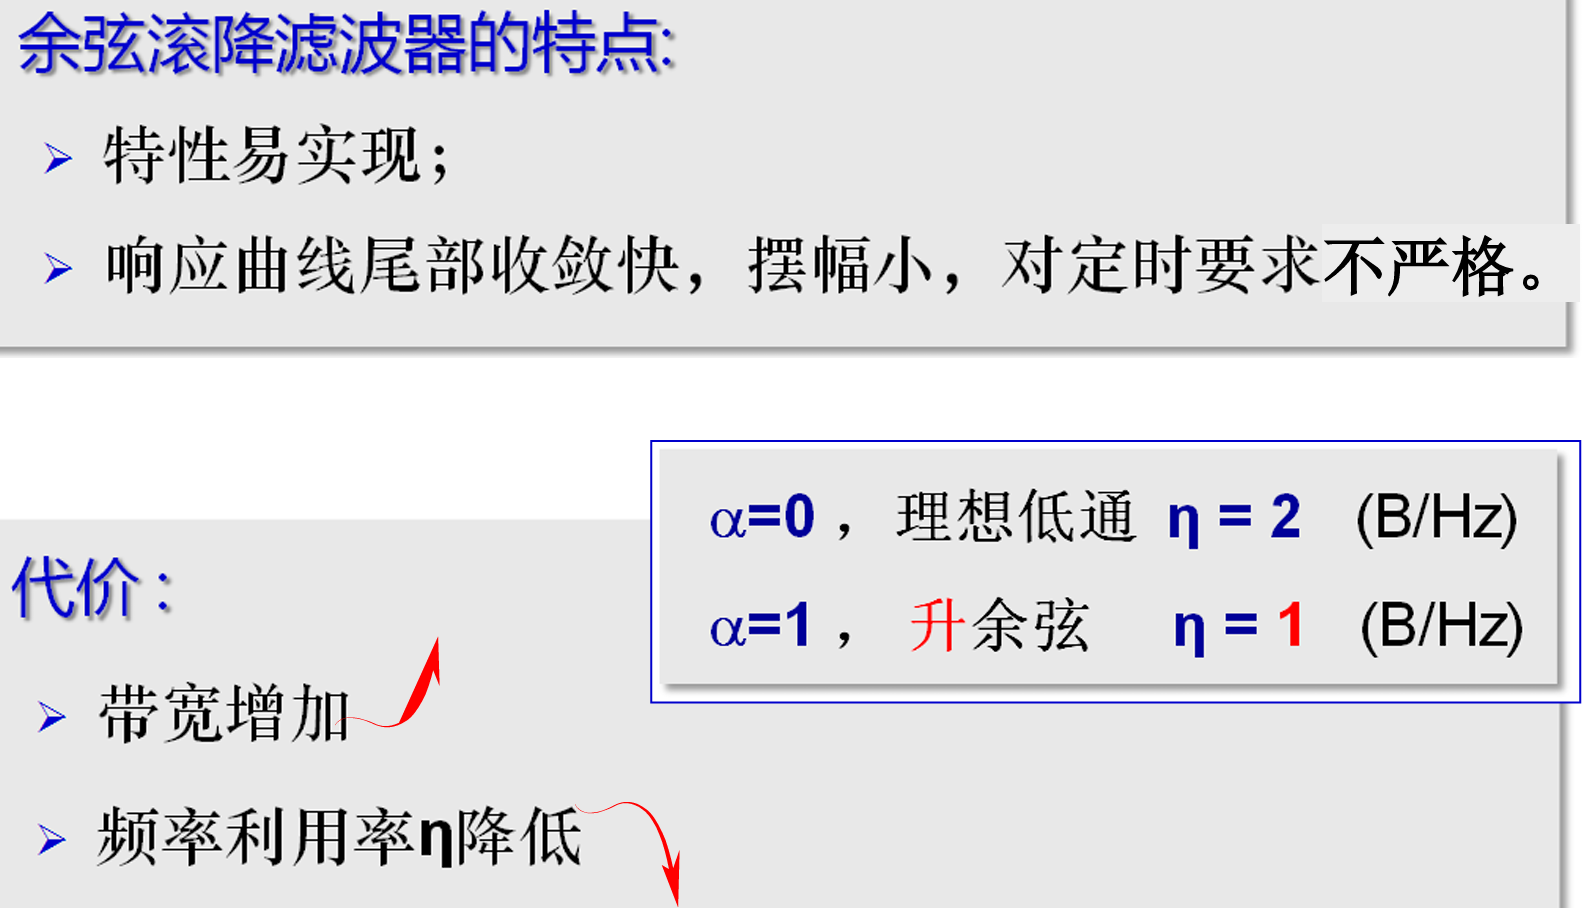 余弦滚降滤波器的特点:
➢ 特性易实现；
➢ 响应曲线尾部收敛快，摆幅小，对定时要求不严格。
α=0， 理想低通 η = 2 (B/Hz)
α=1， 升余弦 η = 1 (B/Hz)
代价：
➢ 带宽增加
➢ 频率利用率η降低